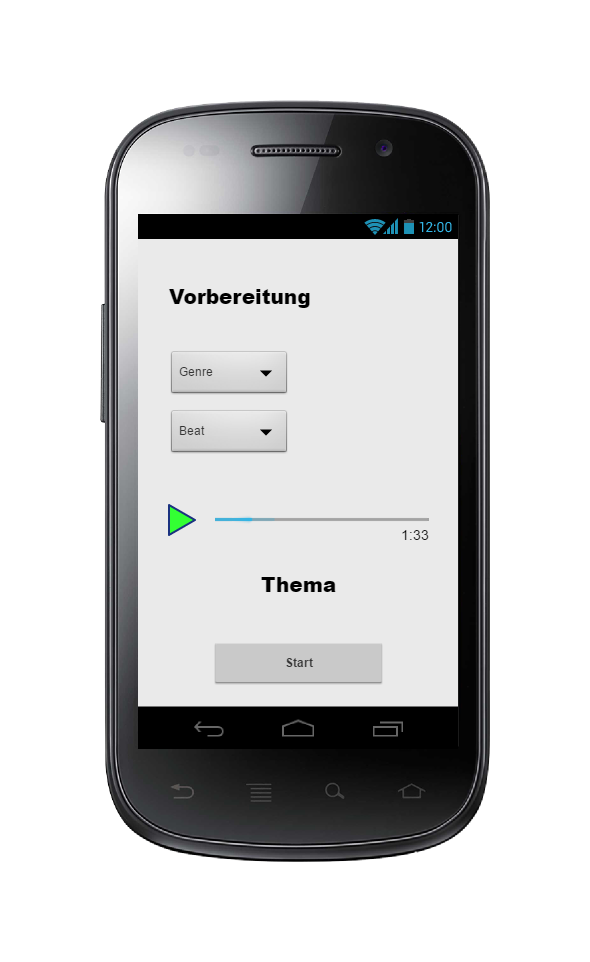 12:00
Vorbereitung
Genre
Beat
1:33
Thema
Start